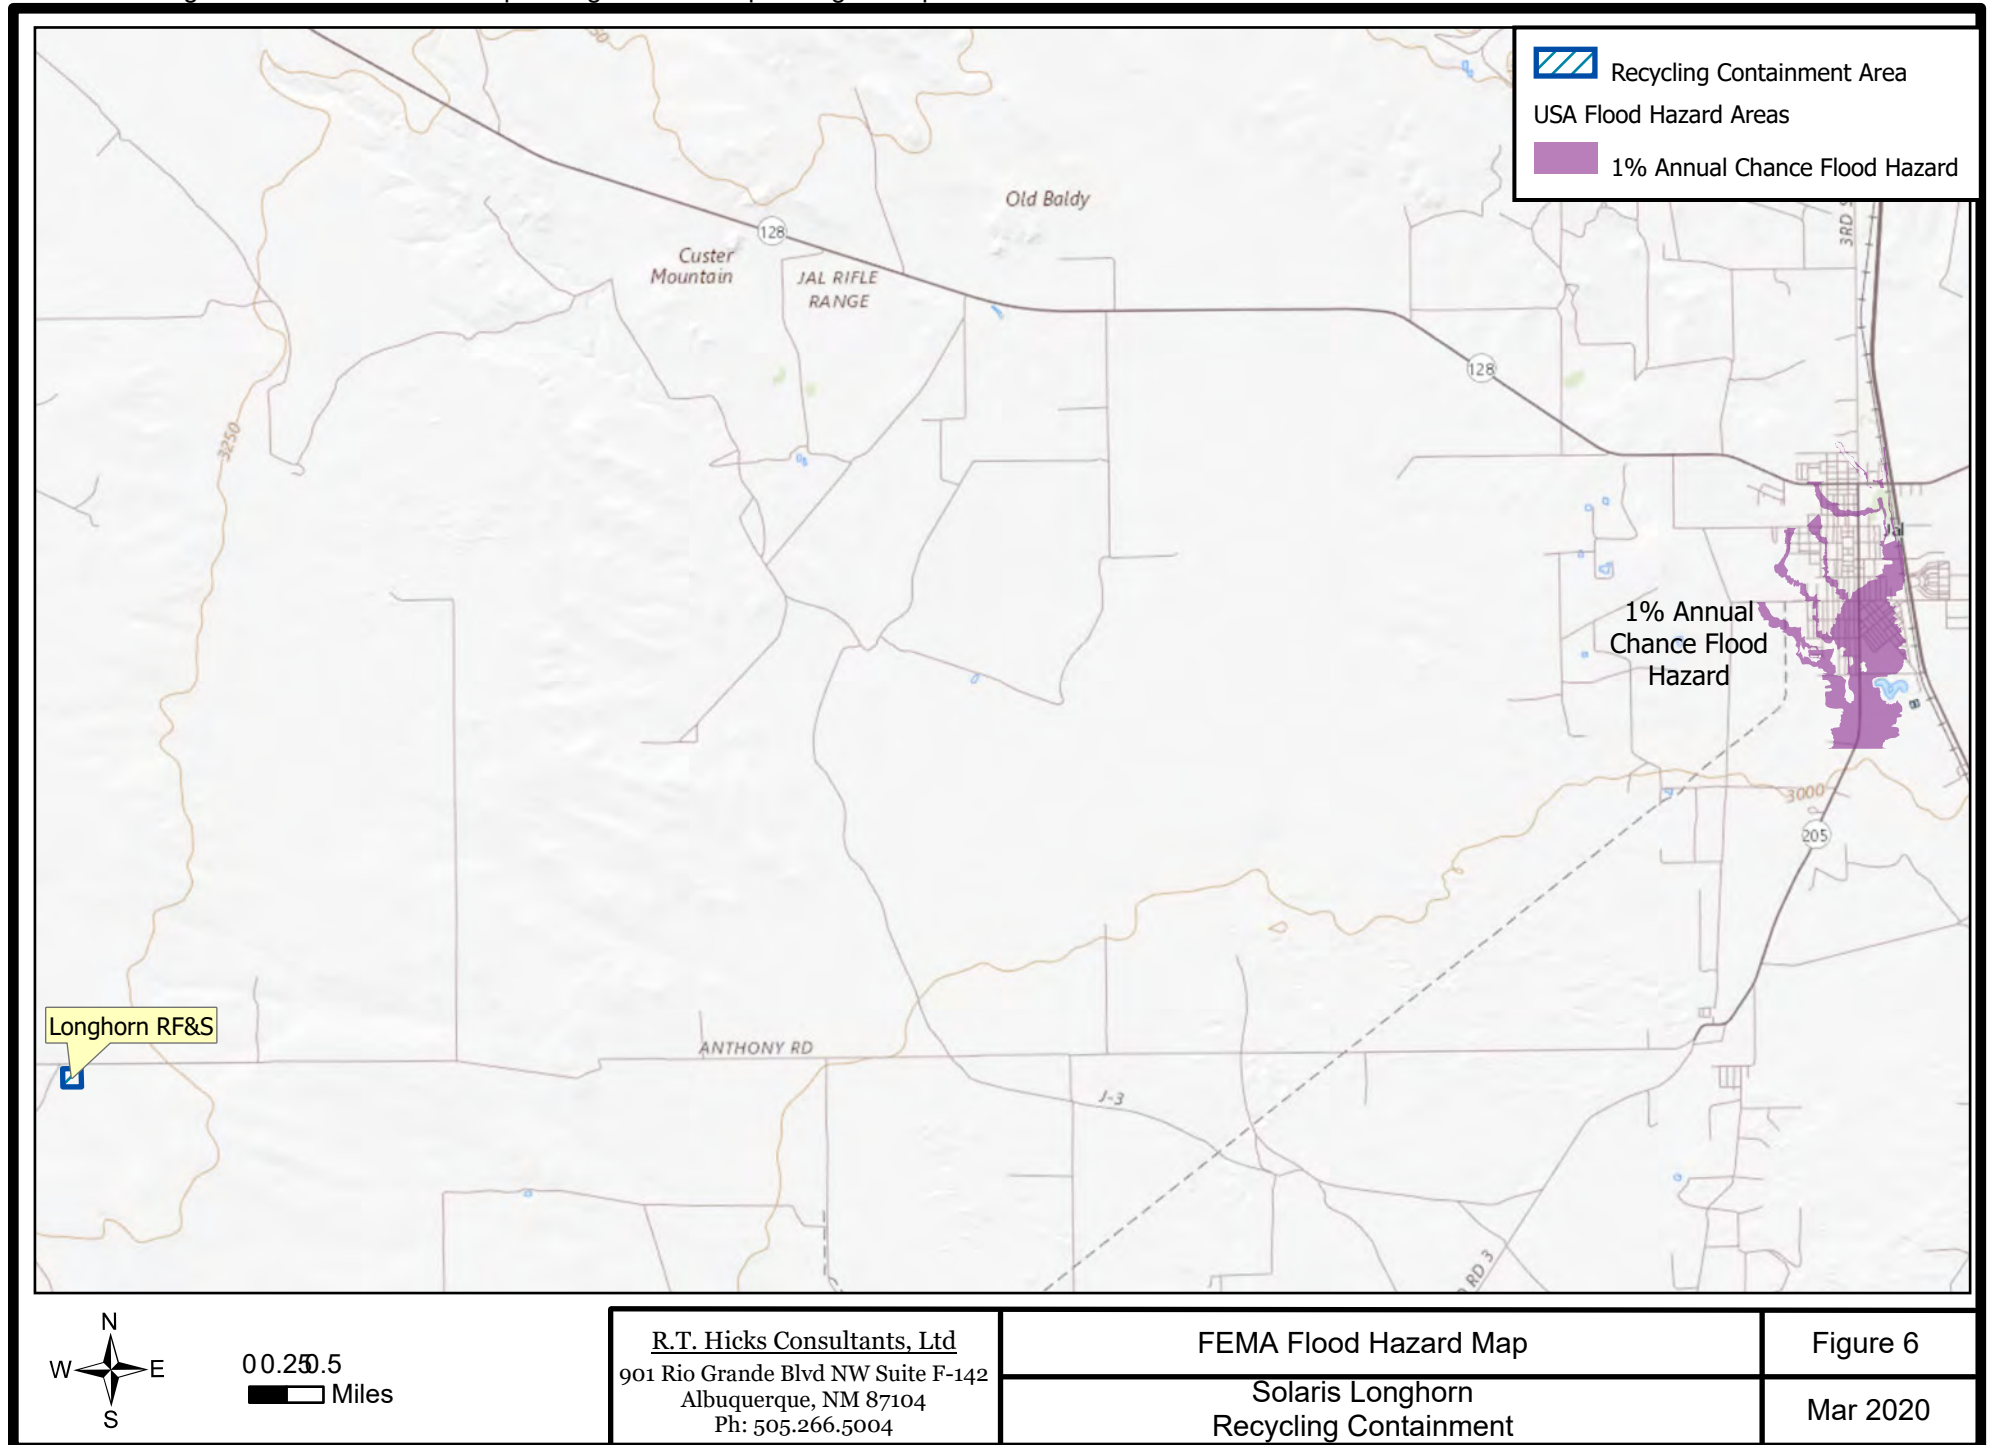 Recycling Containment Area
USA Flood Hazard Areas
1% Annual Chance Flood Hazard
Old Baldy
3RD
128
Custer
Mountain
JAL RIFLE
RANGE
128
3250
Jal
1% Annual
Chance Flood
Hazard
3000
205
Longhorn RF&S
ANTHONY RD
J-3
RD 3
N
W E
S
0 0.25 0.5
Miles
R.T. Hicks Consultants, Ltd
901 Rio Grande Blvd NW Suite F-142
Albuquerque, NM 87104
Ph: 505.266.5004
FEMA Flood Hazard Map
Solaris Longhorn
Recycling Containment
Figure 6
Mar 2020